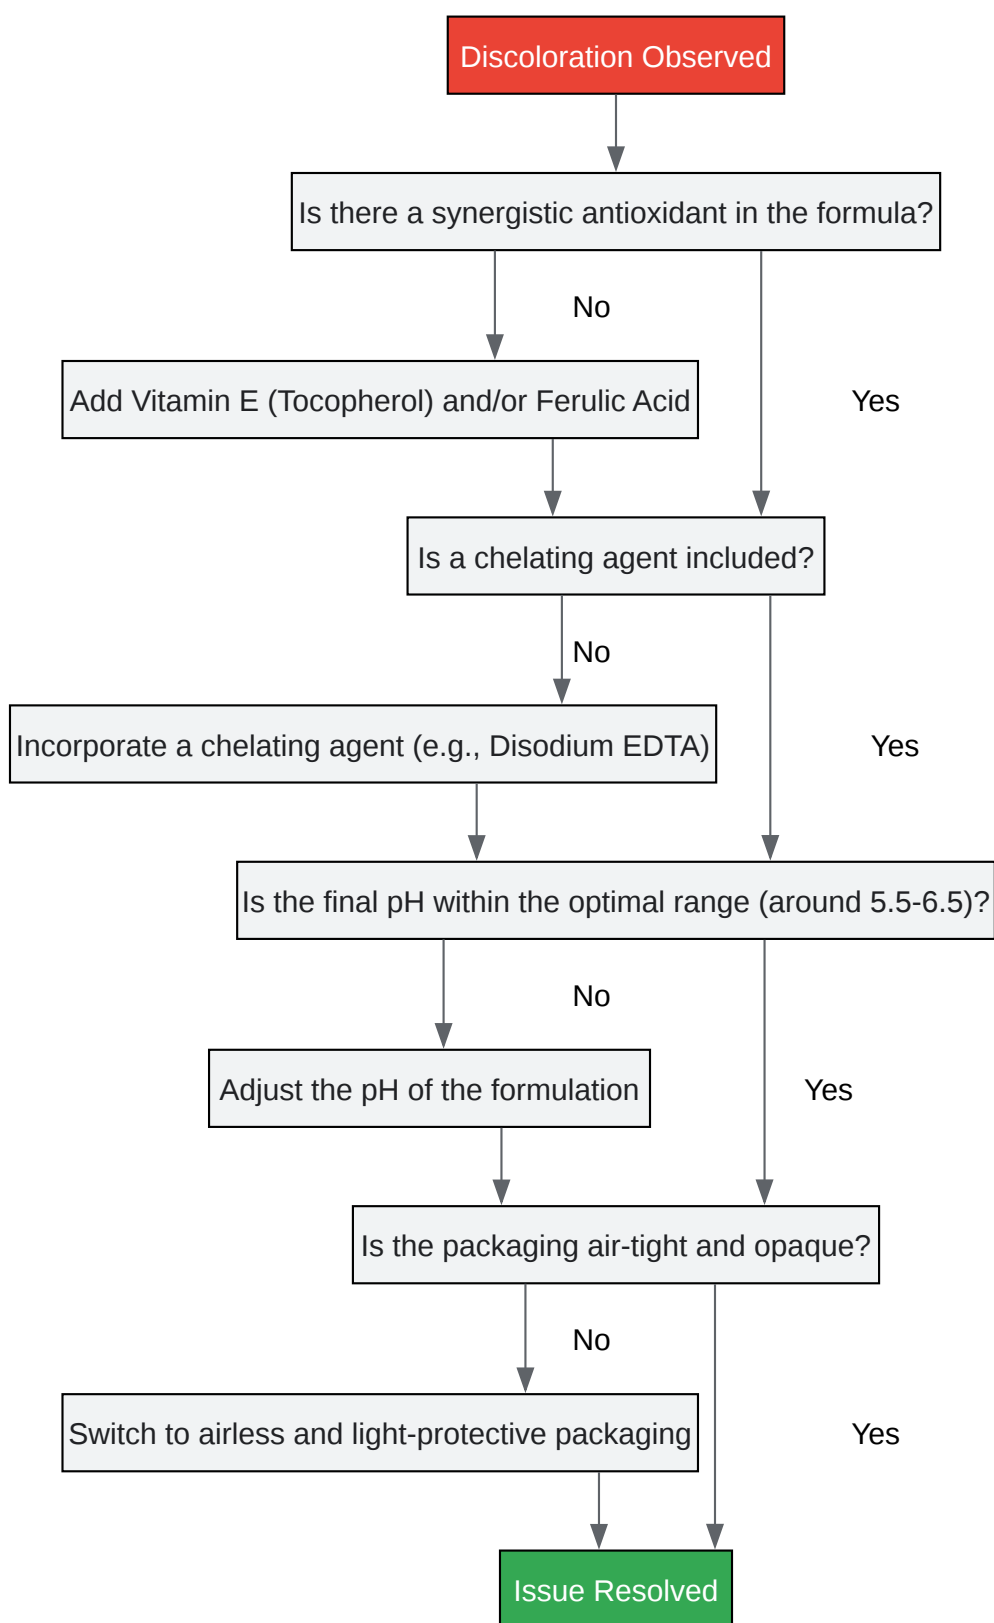 Discoloration Observed
Is there a synergistic antioxidant in the formula?
No
Add Vitamin E (Tocopherol) and/or Ferulic Acid
Yes
Is a chelating agent included?
No
Incorporate a chelating agent (e.g., Disodium EDTA)
Yes
Is the final pH within the optimal range (around 5.5-6.5)?
No
Adjust the pH of the formulation
Yes
Is the packaging air-tight and opaque?
No
Switch to airless and light-protective packaging
Yes
Issue Resolved